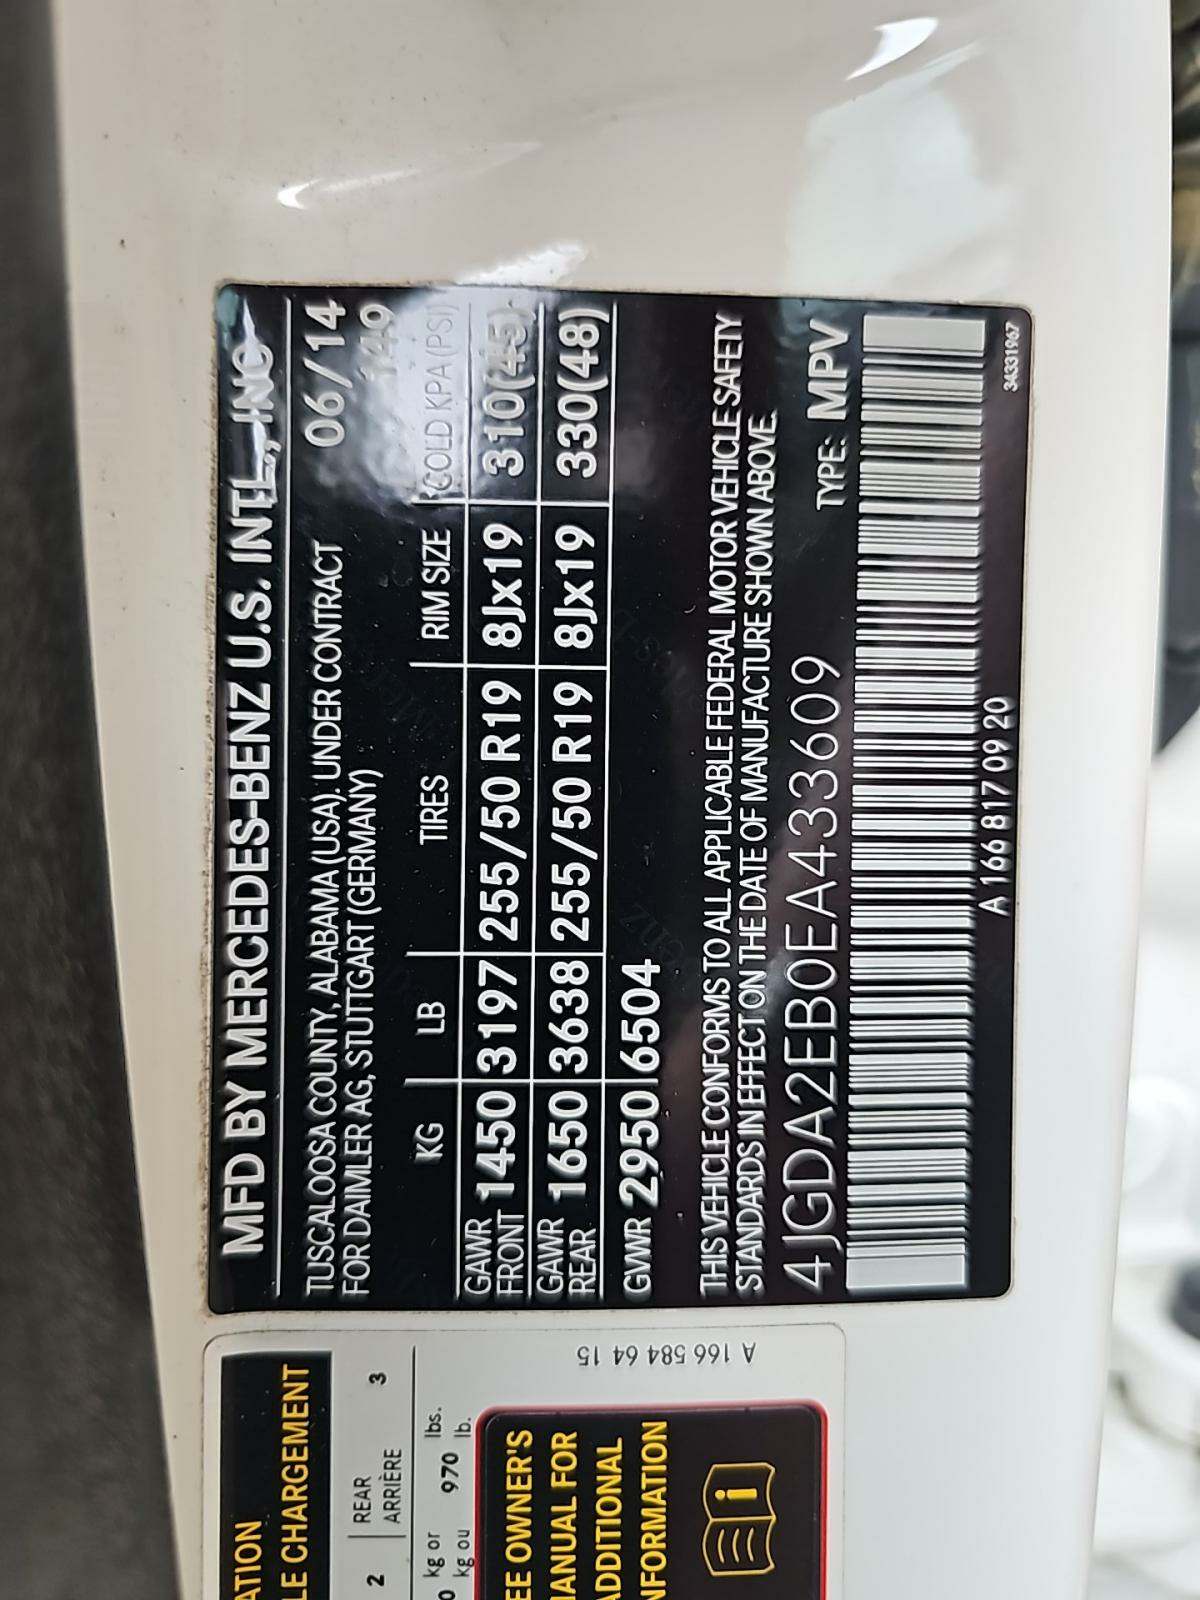 MFD BY MERCEDES-BENZ U.S. INTL., INC
TUSCALOOSA COUNTY, ALABAMA (USA). UNDER CONTRACT 06/14
FOR DAIMLER AG, STUTTGART (GERMANY) 149
KG LB TIRES RIM SIZE COLD KPA (PSI)
GAWR FRONT 1450 3197 255/50 R19 8Jx19 310(45)
GAWR REAR 1650 3638 255/50 R19 8Jx19 330(48)
GVWR 2950 6504
THIS VEHICLE CONFORMS TO ALL APPLICABLE FEDERAL MOTOR VEHICLE SAFETY
STANDARDS IN EFFECT ON THE DATE OF MANUFACTURE SHOWN ABOVE.
4JGDA2EB0EA433609 TYPE: MPV
A 166 817 09 20 34331967
ATION
LE CHARGEMENT
2 REAR 3
ARRIÈRE
0 kg or 970 lbs.
kg ou lb.
A 166 584 64 15
EE OWNER'S
MANUAL FOR
ADDITIONAL
NFORMATION
i